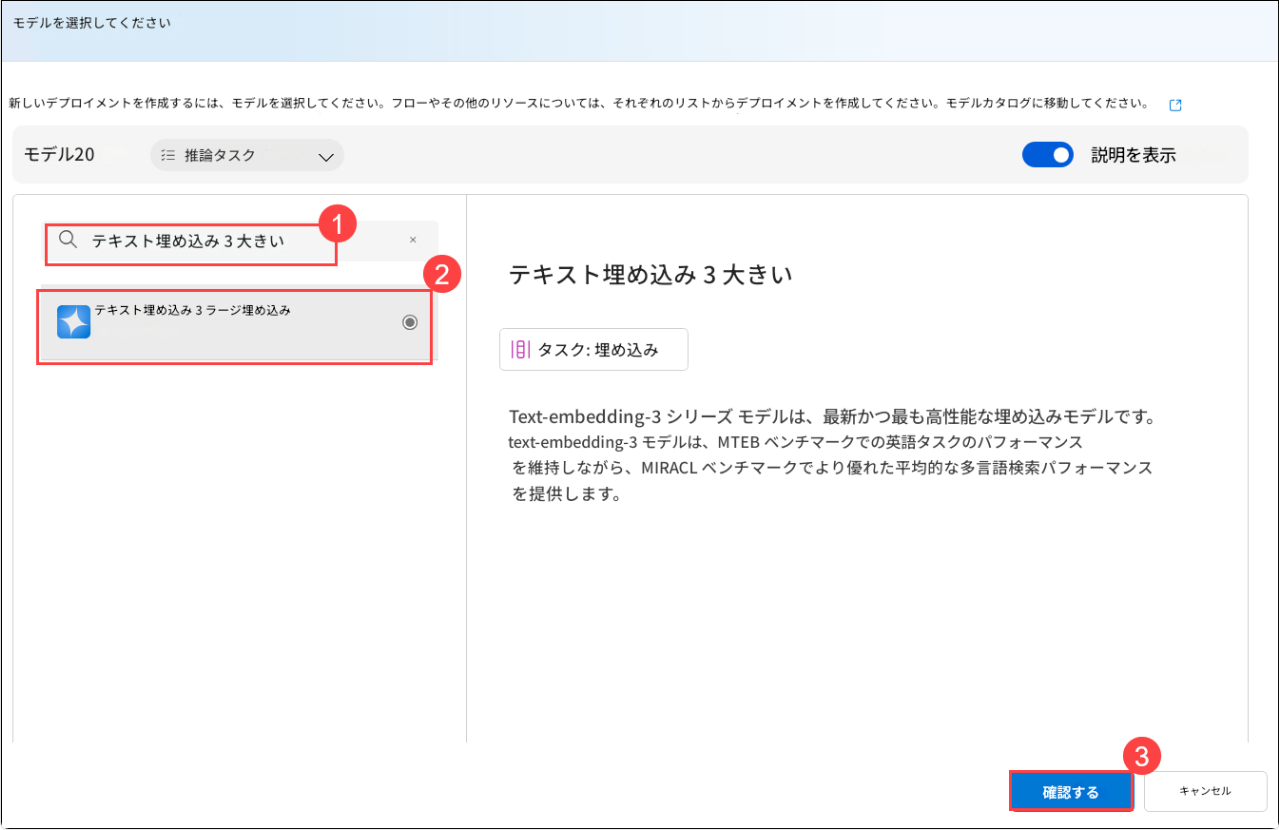 モデルを選択してください
新しいデプロイメントを作成するには、モデルを選択してください。フローやその他のリソースについては、それぞれのリストからデプロイメントを作成してください。モデルカタログに移動してください。
モデル20
推論タスク
説明を表示
テキスト埋め込み 3 大きい
×
1
2
テキスト埋め込み 3 ラージ埋め込み
テキスト埋め込み 3 大きい
タスク: 埋め込み
Text-embedding-3 シリーズ モデルは、最新かつ最も高性能な埋め込みモデルです。
text-embedding-3 モデルは、MTEB ベンチマークでの英語タスクのパフォーマンス
を維持しながら、MIRACL ベンチマークでより優れた平均的な多言語検索パフォーマンス
を提供します。
3
確認する
キャンセル